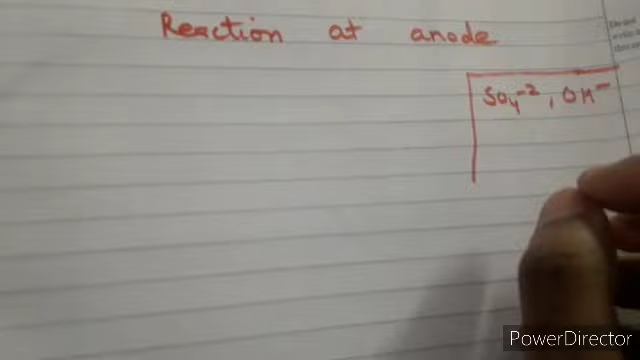 Reaction at anode
SO₄⁻², OH⁻
PowerDirector